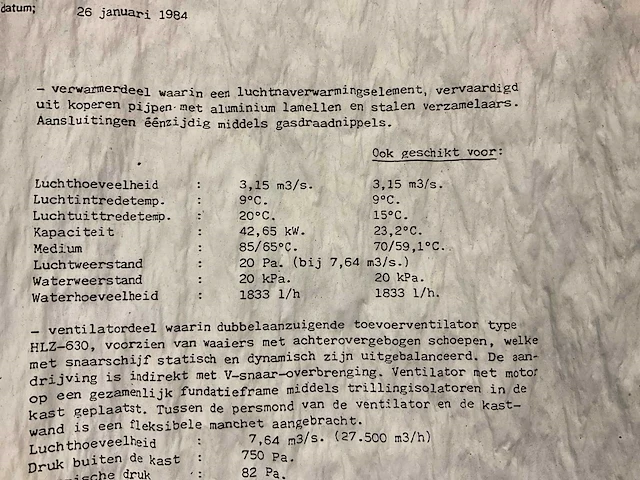 datum;
26 januari 1984
- verwarmerdeel waarin een luchtnaverwarmingselement, vervaardigd
uit koperen pijpen met aluminium lamellen en stalen verzamelaars.
Aansluitingen éénzijdig middels gasdraadnippels.
Ook geschikt voor:
Luchthoeveelheid : 3,15 m3/s. 3,15 m3/s.
Luchtintredetemp. : 9°C. 9°C.
Luchtuittredetemp. : 20°C. 15°C.
Kapaciteit : 42,65 kW. 23,2°C.
Medium : 85/65°C. 70/59,1°C.
Luchtweerstand : 20 Pa. (bij 7,64 m3/s.)
Waterweerstand : 20 kPa. 20 kPa.
Waterhoeveelheid : 1833 l/h 1833 l/h.
- ventilatordeel waarin dubbelaanzuigende toevoerventilator type
HLZ-630, voorzien van waaiers met achterovergebogen schoepen, welke
met snaarschijf statisch en dynamisch zijn uitgebalanceerd. De aan-
drijving is indirekt met V-snaar-overbrenging. Ventilator met motor
op een gezamenlijk fundatieframe middels trillingisolatoren in de
kast geplaatst. Tussen de persmond van de ventilator en de kast-
wand is een fleksibele manchet aangebracht.
Luchthoeveelheid : 7,64 m3/s. (27.500 m3/h)
Druk buiten de kast : 750 Pa.
druk : 82 Pa.